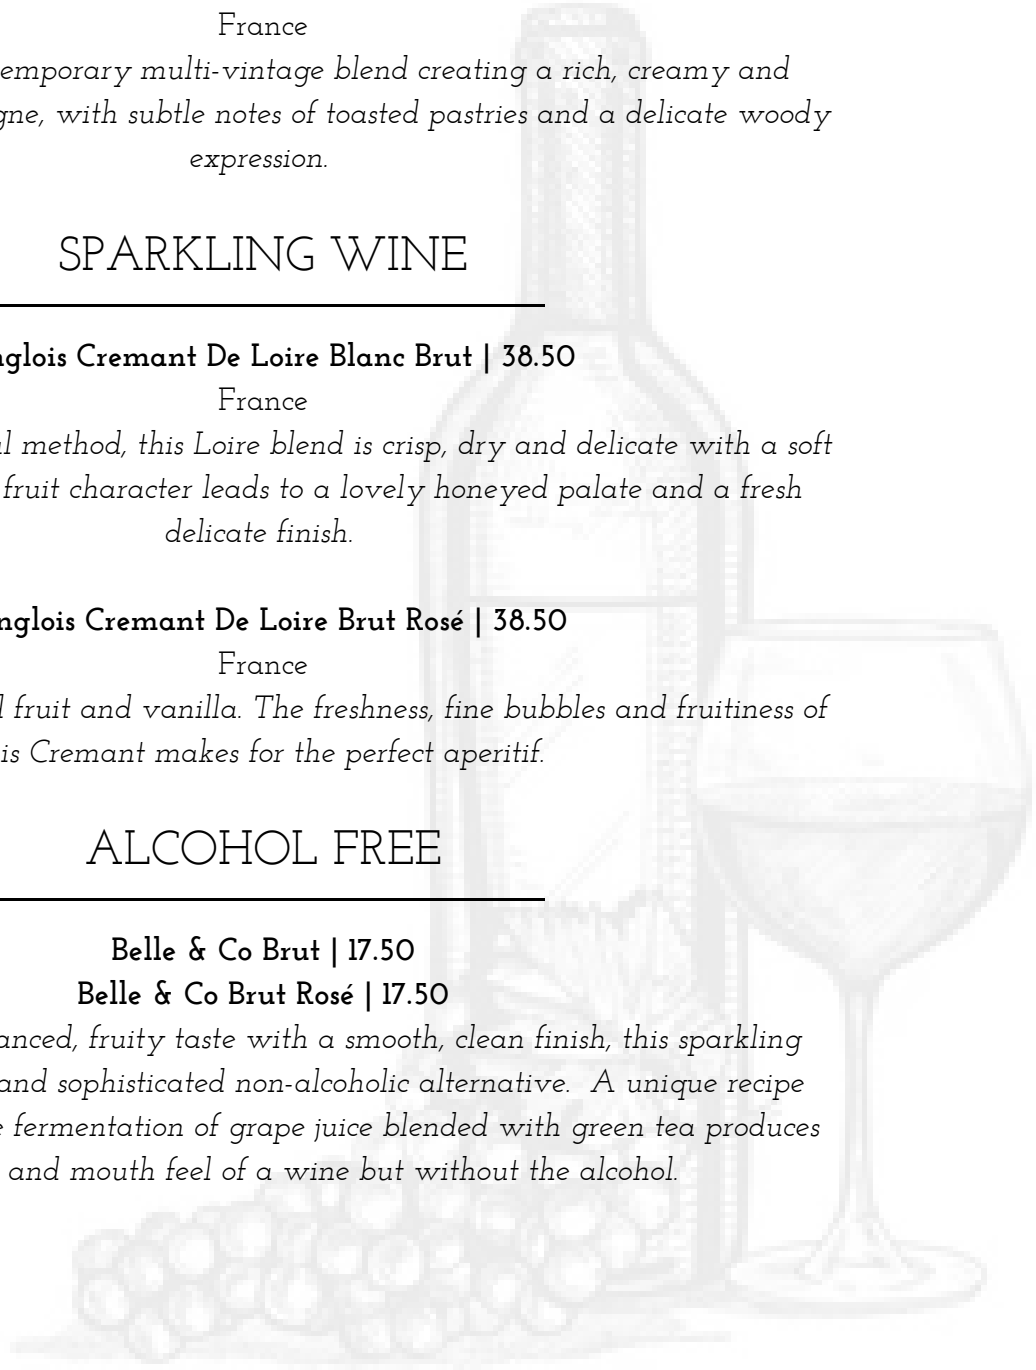 France
emporary multi-vintage blend creating a rich, creamy and
gne, with subtle notes of toasted pastries and a delicate woody
expression.
SPARKLING WINE
nglois Cremant De Loire Blanc Brut | 38.50
France
l method, this Loire blend is crisp, dry and delicate with a soft
fruit character leads to a lovely honeyed palate and a fresh
delicate finish.
nglois Cremant De Loire Brut Rosé | 38.50
France
l fruit and vanilla. The freshness, fine bubbles and fruitiness of
is Cremant makes for the perfect aperitif.
ALCOHOL FREE
Belle & Co Brut | 17.50
Belle & Co Brut Rosé | 17.50
anced, fruity taste with a smooth, clean finish, this sparkling
and sophisticated non-alcoholic alternative. A unique recipe
e fermentation of grape juice blended with green tea produces
and mouth feel of a wine but without the alcohol.